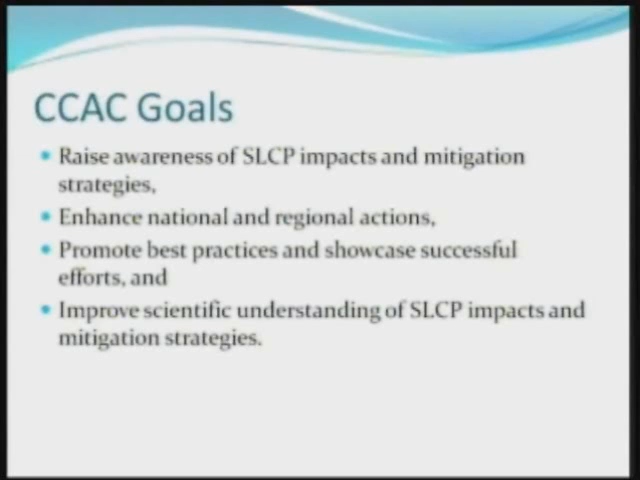 CCAC Goals
Raise awareness of SLCP impacts and mitigation
strategies,
Enhance national and regional actions,
Promote best practices and showcase successful
efforts, and
Improve scientific understanding of SLCP impacts and
mitigation strategies.